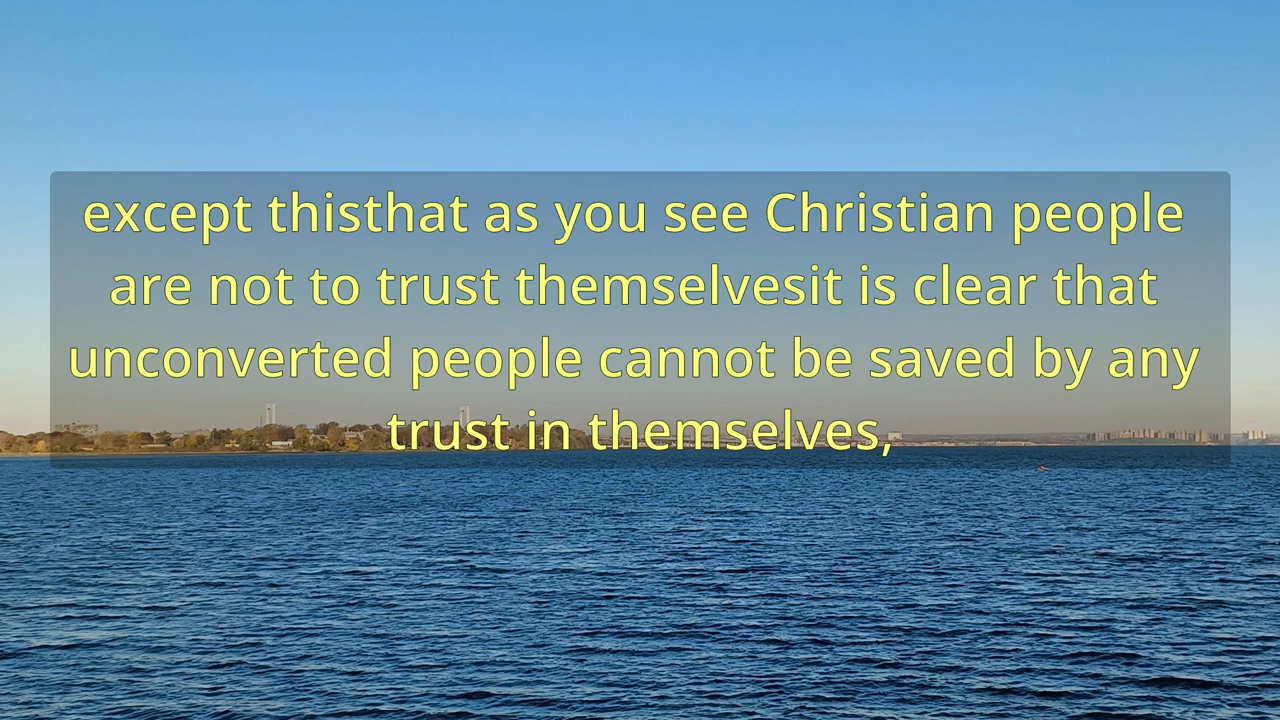 except thisthat as you see Christian people
are not to trust themselvesit is clear that
unconverted people cannot be saved by any
trust in themselves,